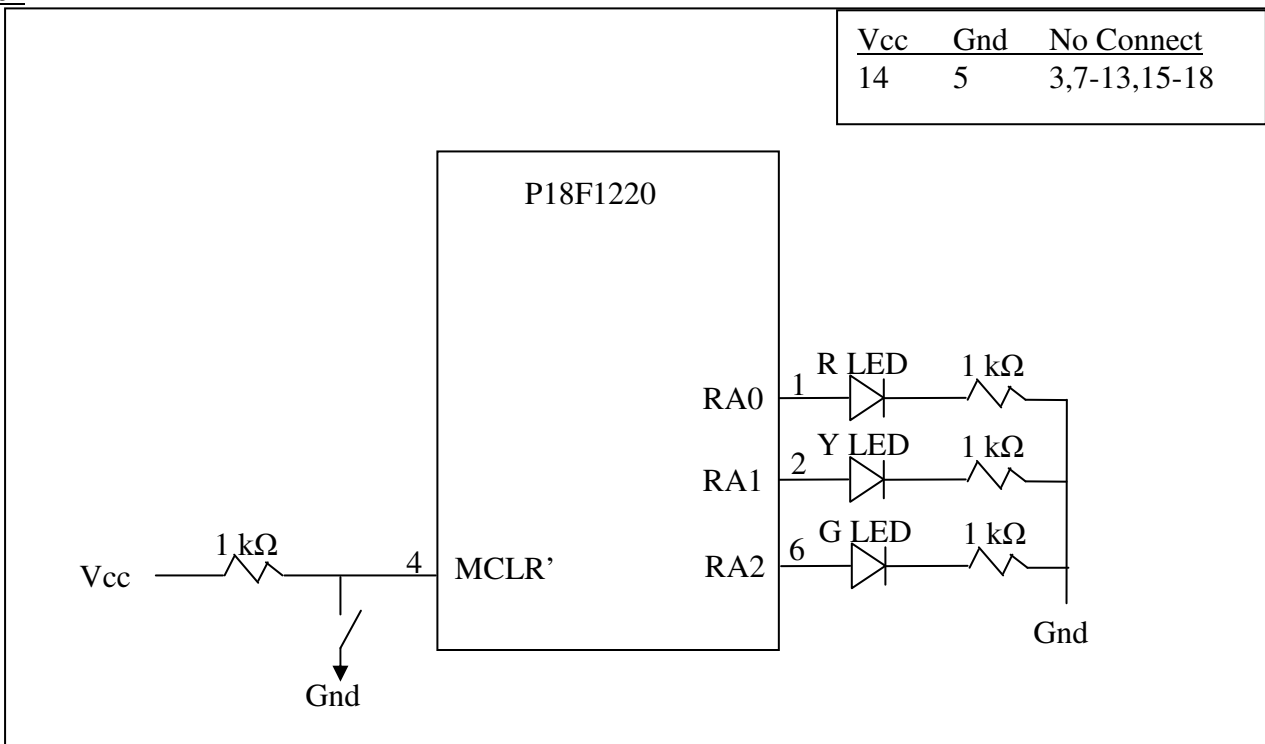 Vcc Gnd No Connect
14 5 3,7-13,15-18
P18F1220
R LED 1 kΩ
RA0 1
Y LED 1 kΩ
RA1 2
G LED 1 kΩ
RA2 6
1 kΩ
Vcc 4 MCLR’
Gnd
Gnd